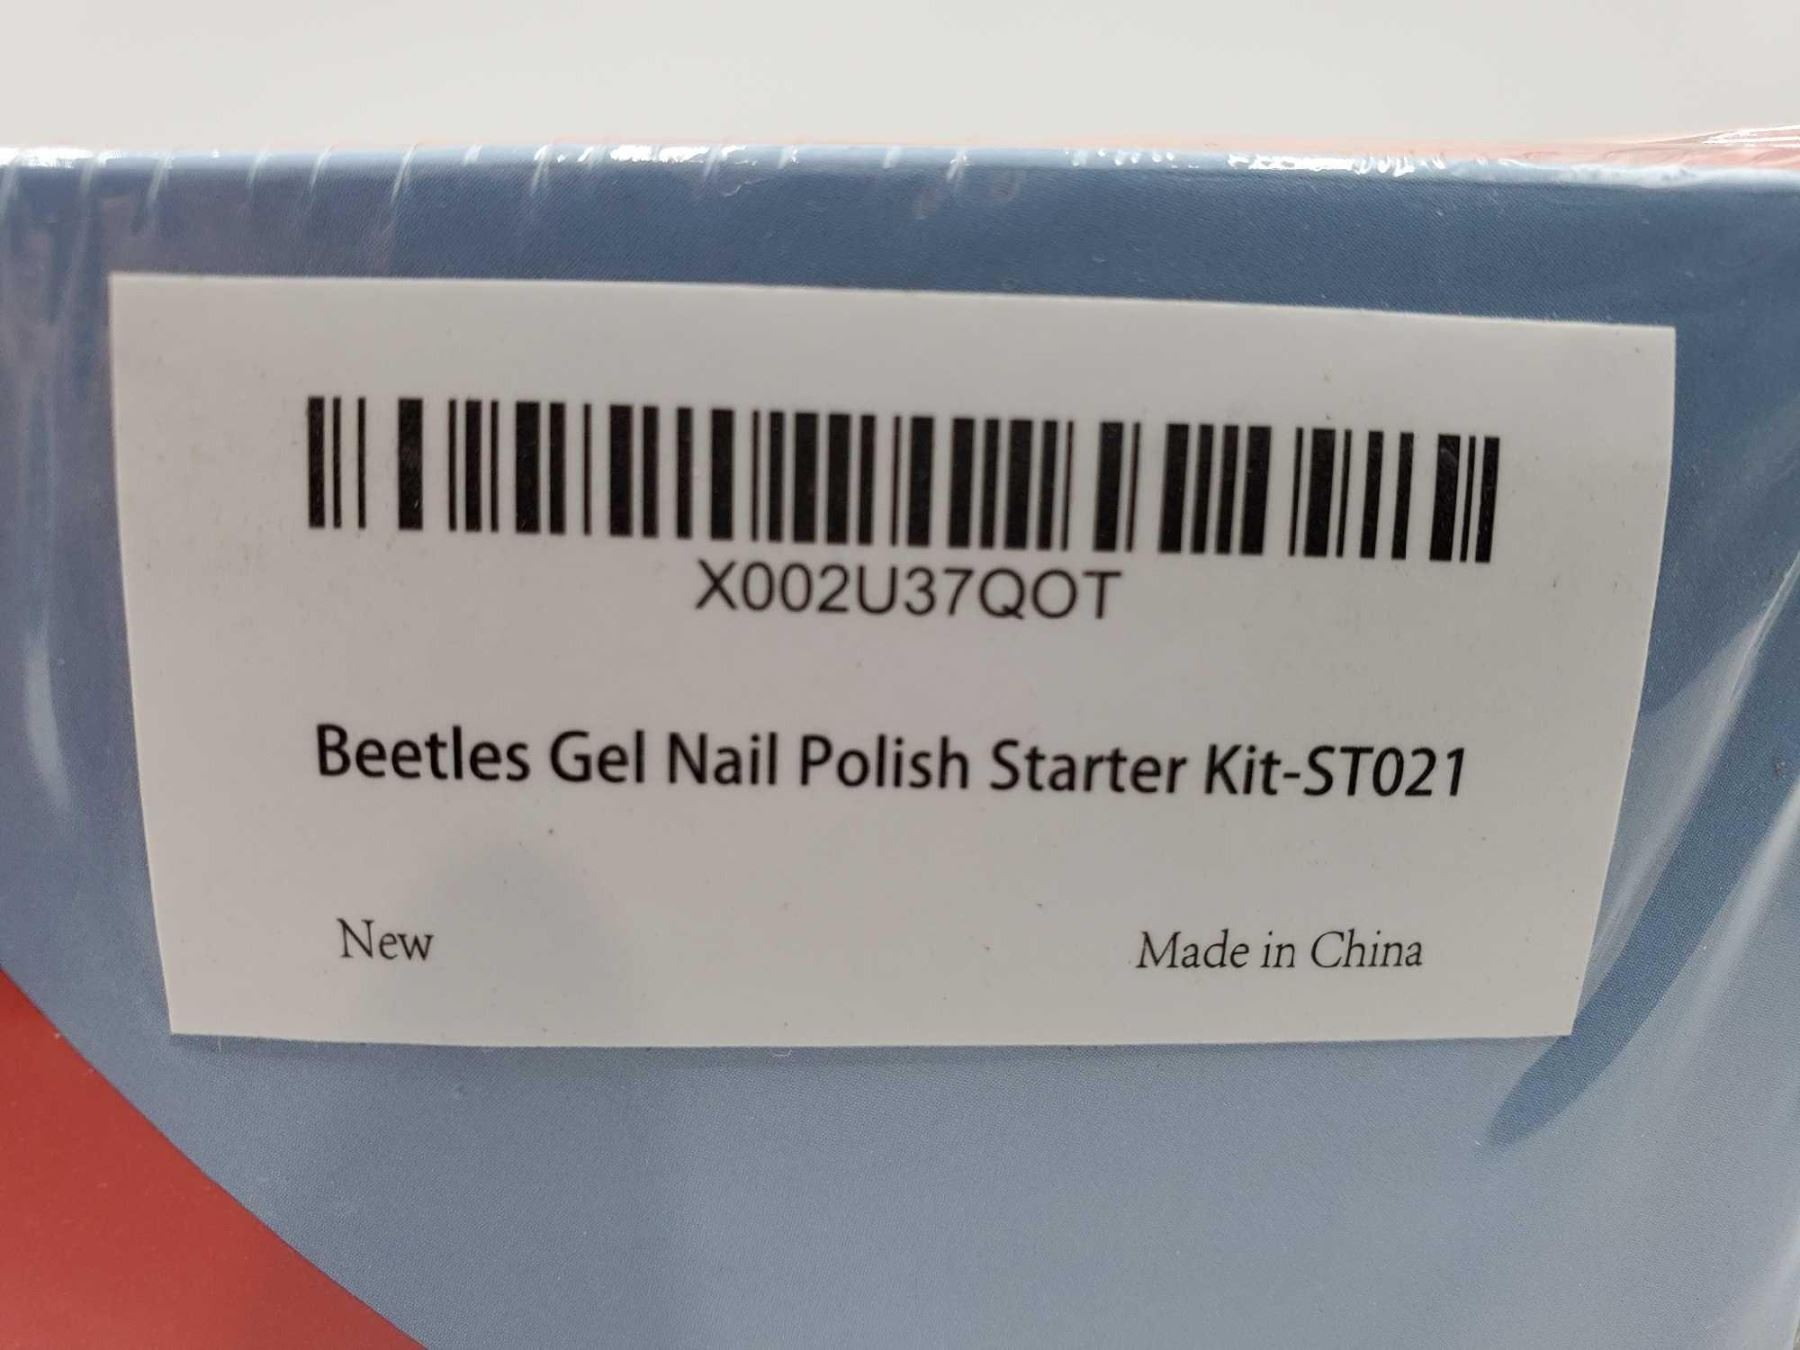 X002U37QOT
Beetles Gel Nail Polish Starter Kit-ST021
New
Made in China